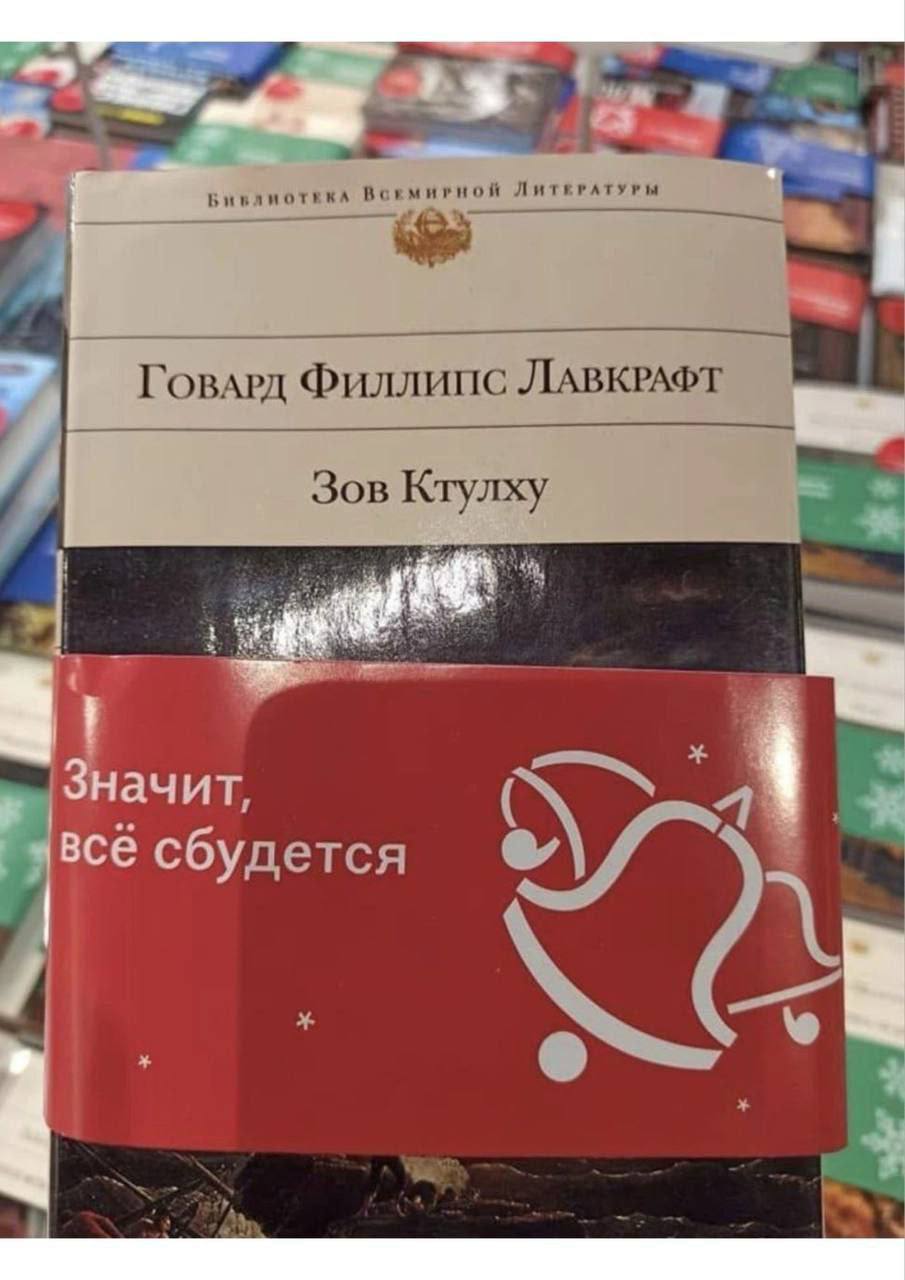 Библиотека Всемирной Литературы
Говард Филлипс Лавкрафт
Зов Ктулху
Значит,
всё сбудется